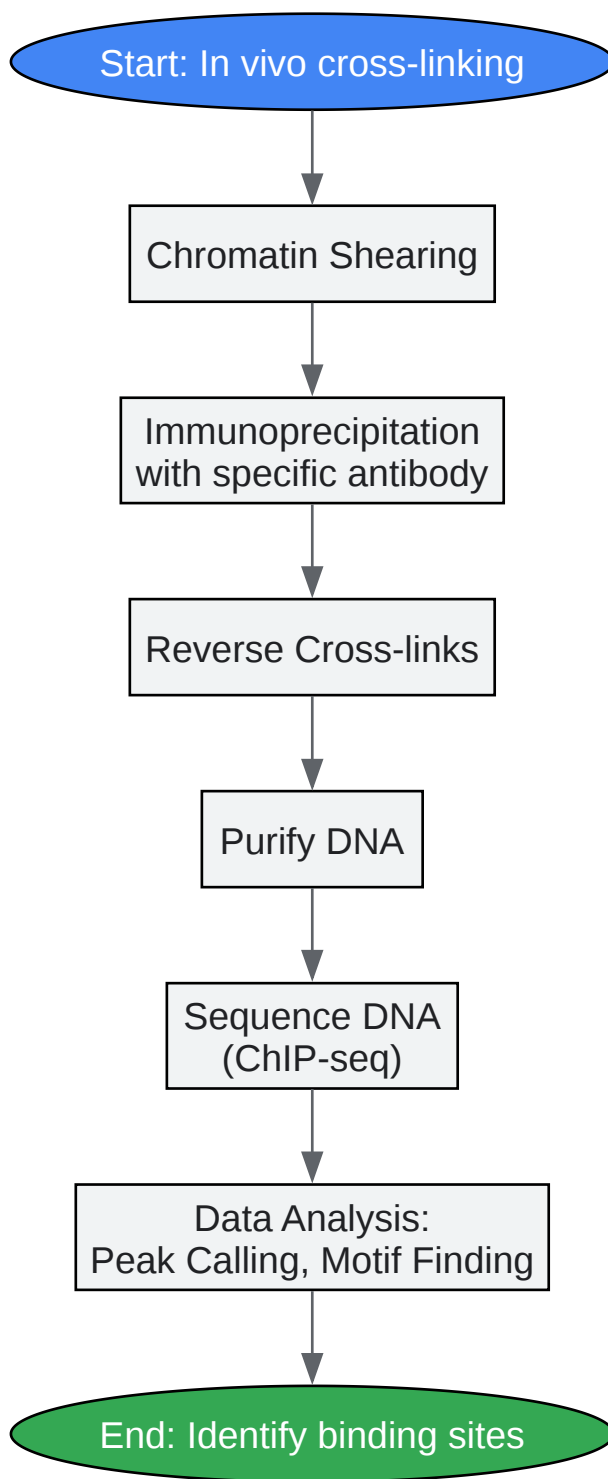 Start: In vivo cross-linking
Chromatin Shearing
Immunoprecipitation
with specific antibody
Reverse Cross-links
Purify DNA
Sequence DNA
(ChIP-seq)
Data Analysis:
Peak Calling, Motif Finding
End: Identify binding sites